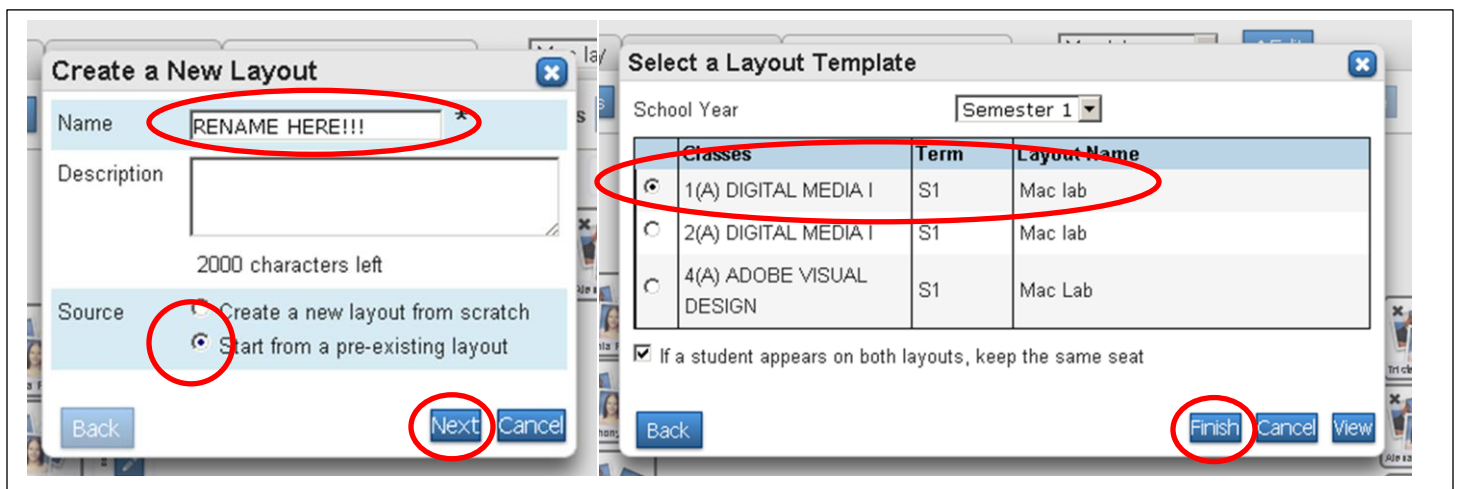 Create a New Layout
Name
RENAME HERE!!! *
Description
2000 characters left
Source
Create a new layout from scratch
Start from a pre-existing layout
Back
Next
Cancel
Select a Layout Template
School Year
Semester 1
Classes Term Layout Name
1(A) DIGITAL MEDIA I S1 Mac lab
2(A) DIGITAL MEDIA I S1 Mac lab
4(A) ADOBE VISUAL
DESIGN
S1 Mac Lab
If a student appears on both layouts, keep the same seat
Back
Finish
Cancel
View